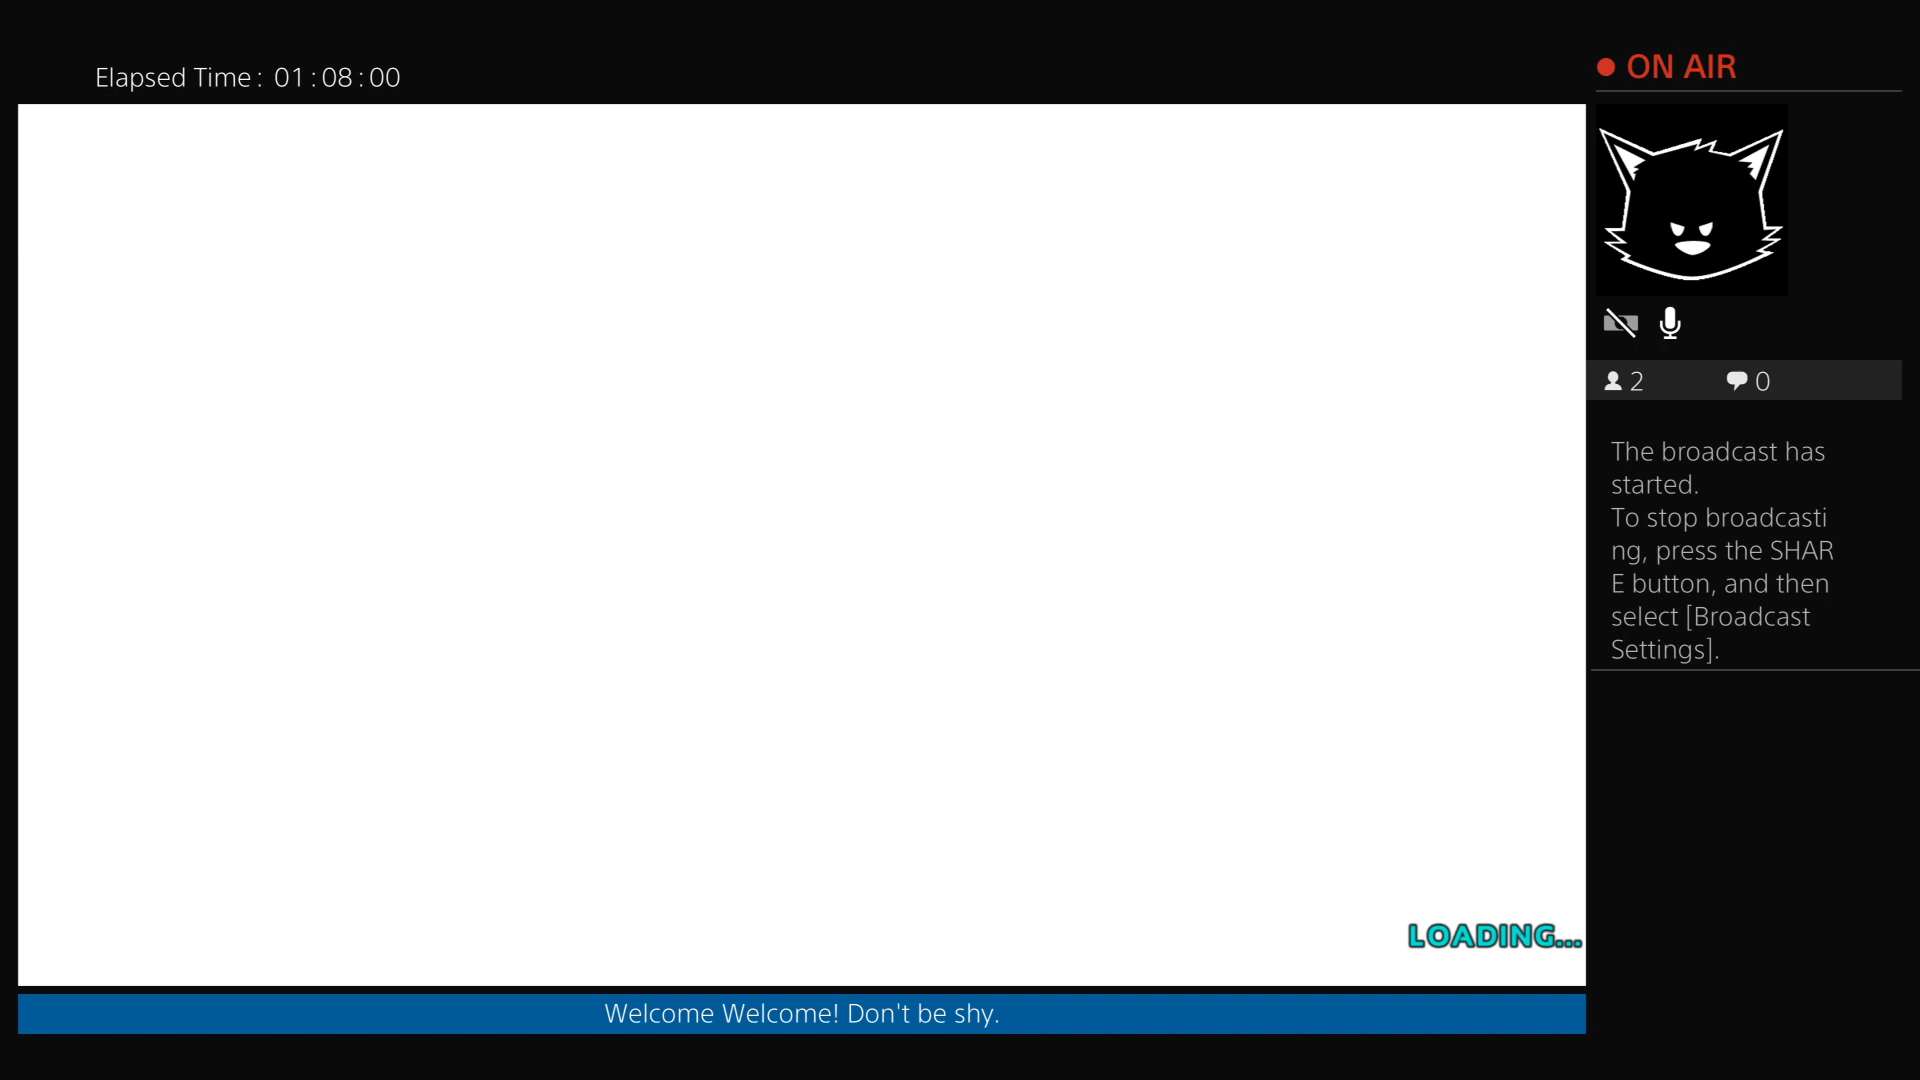 Elapsed Time: 01:08:00
ON AIR
2
0
The broadcast has
started.
To stop broadcasti
ng, press the SHAR
E button, and then
select [Broadcast
Settings].
LOADING...
Welcome Welcome! Don't be shy.